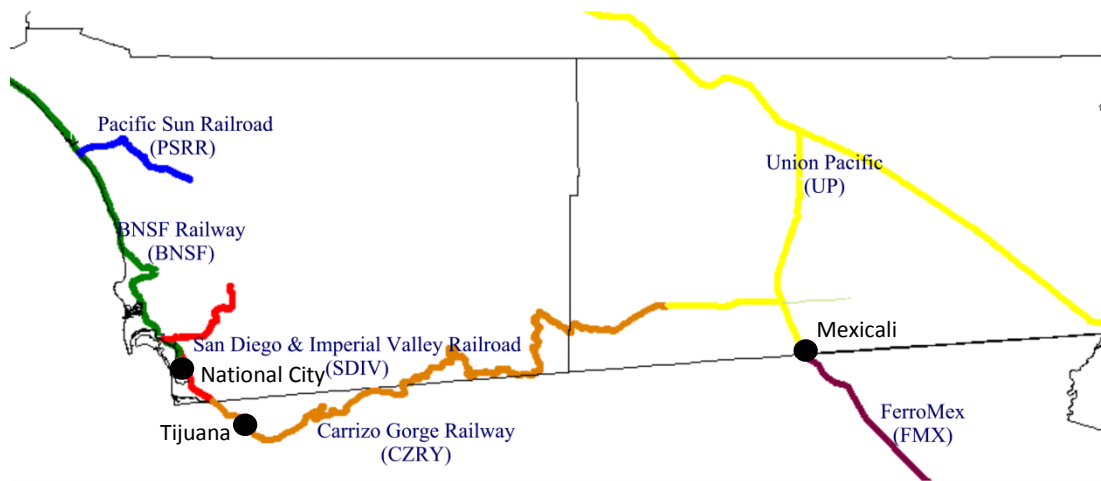 Pacific Sun Railroad
(PSRR)
Union Pacific
(UP)
BNSF Railway
(BNSF)
Mexicali
San Diego & Imperial Valley Railroad
(SDIV)
National City
Tijuana
Carrizo Gorge Railway
(CZRY)
FerroMex
(FMX)